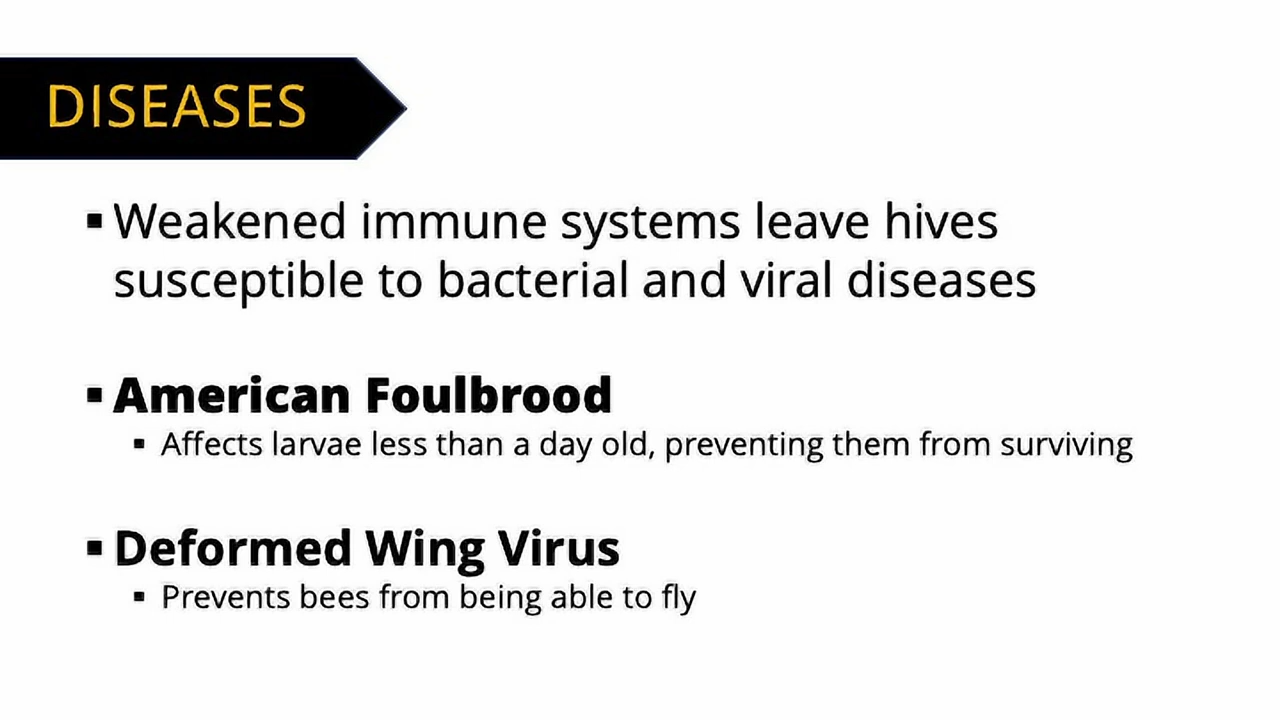 DISEASES
▪ Weakened immune systems leave hives
susceptible to bacterial and viral diseases
▪ American Foulbrood
▪ Affects larvae less than a day old, preventing them from surviving
▪ Deformed Wing Virus
▪ Prevents bees from being able to fly